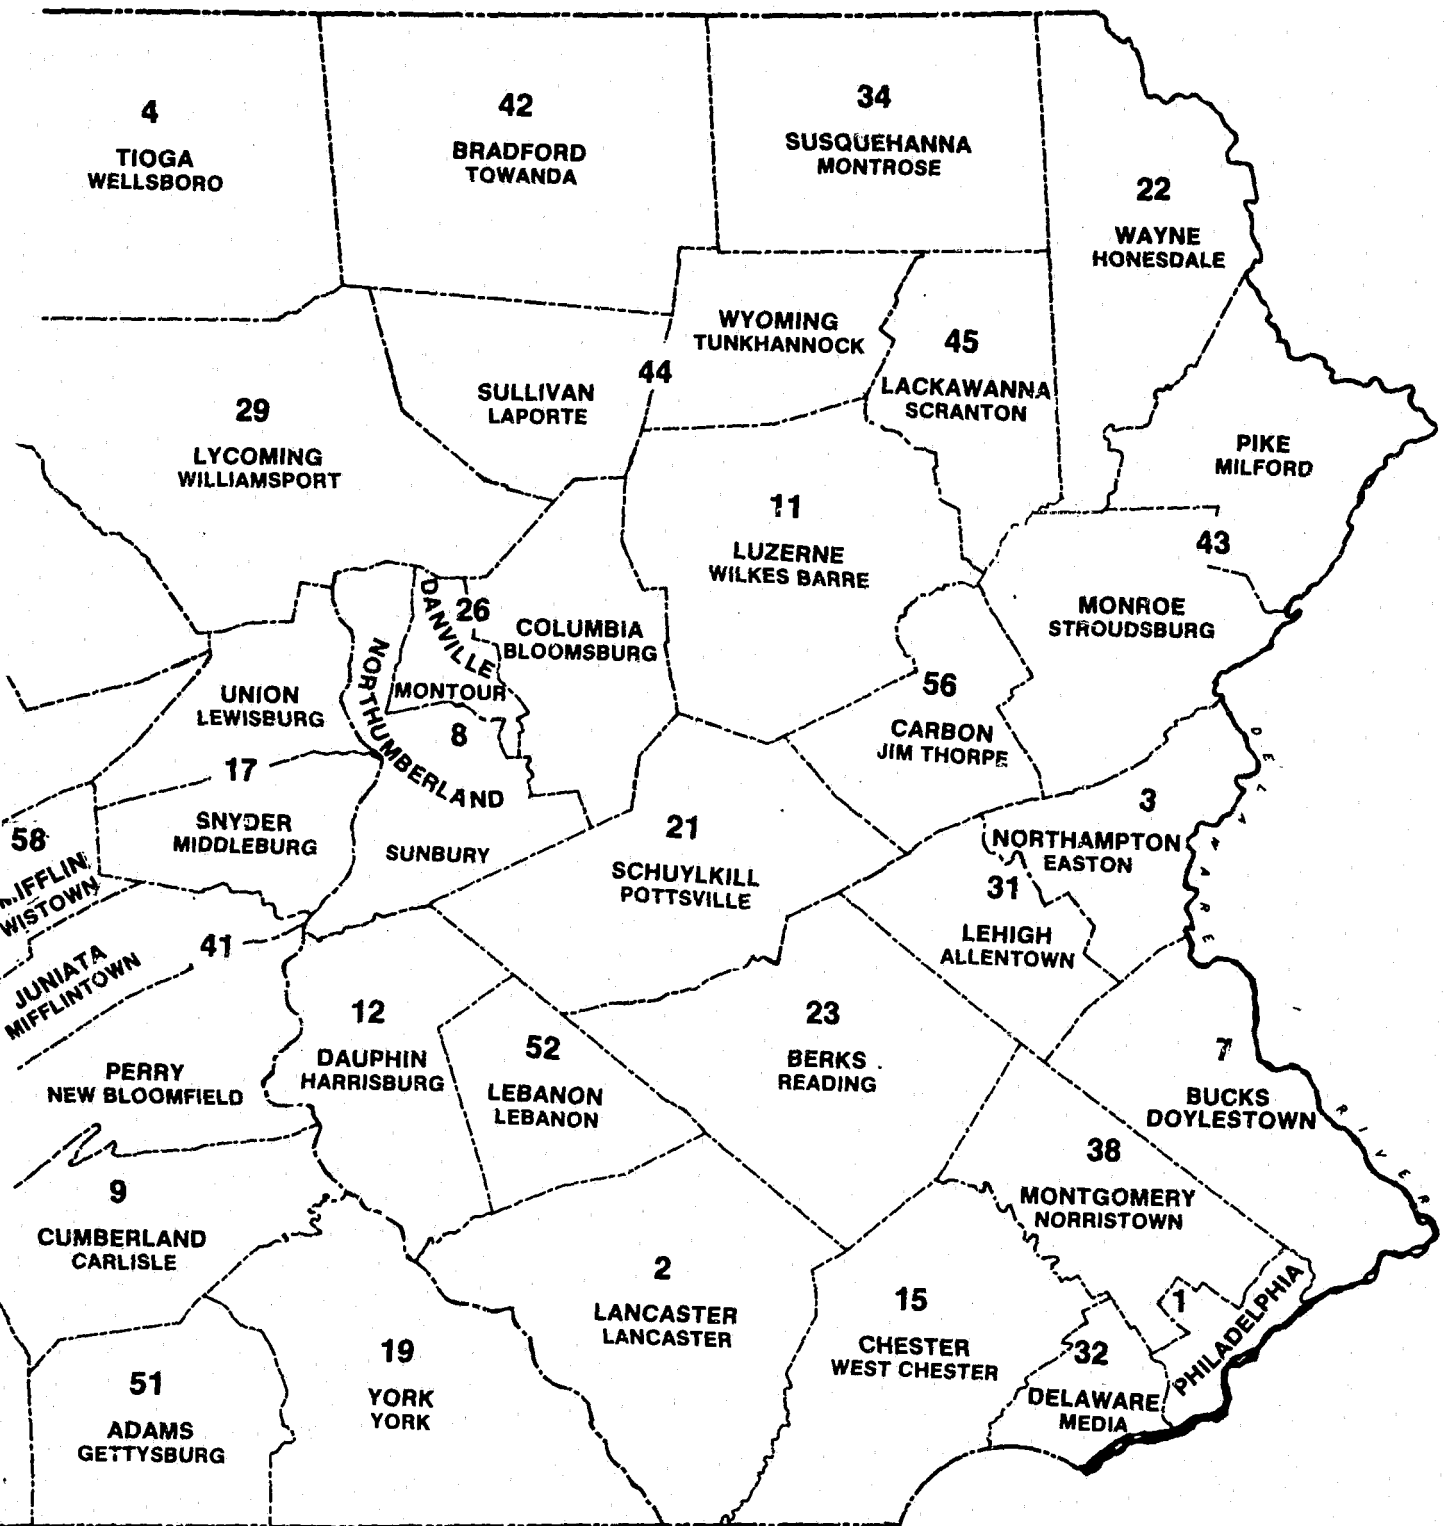 4
TIOGA
WELLSBORO
42
BRADFORD
TOWANDA
34
SUSQUEHANNA
MONTROSE
22
WAYNE
HONESDALE
WYOMING
TUNKHANNOCK
45
LACKAWANNA
SCRANTON
44
SULLIVAN
LAPORTE
29
LYCOMING
WILLIAMSPORT
PIKE
MILFORD
11
LUZERNE
WILKES BARRE
43
MONROE
STROUDSBURG
26
DANVILLE
MONTOUR
COLUMBIA
BLOOMSBURG
UNION
LEWISBURG
8
NORTHUMBERLAND
SUNBURY
56
CARBON
JIM THORPE
17
SNYDER
MIDDLEBURG
3
NORTHAMPTON
EASTON
21
SCHUYLKILL
POTTSVILLE
58
MIFFLIN
WISTOWN
31
LEHIGH
ALLENTOWN
41
JUNIATA
MIFFLINTOWN
12
DAUPHIN
HARRISBURG
52
LEBANON
LEBANON
23
BERKS
READING
7
BUCKS
DOYLESTOWN
PERRY
NEW BLOOMFIELD
38
MONTGOMERY
NORRISTOWN
9
CUMBERLAND
CARLISLE
2
LANCASTER
LANCASTER
15
CHESTER
WEST CHESTER
1
PHILADELPHIA
32
DELAWARE
MEDIA
19
YORK
YORK
51
ADAMS
GETTYSBURG
DELAWARE RIVER